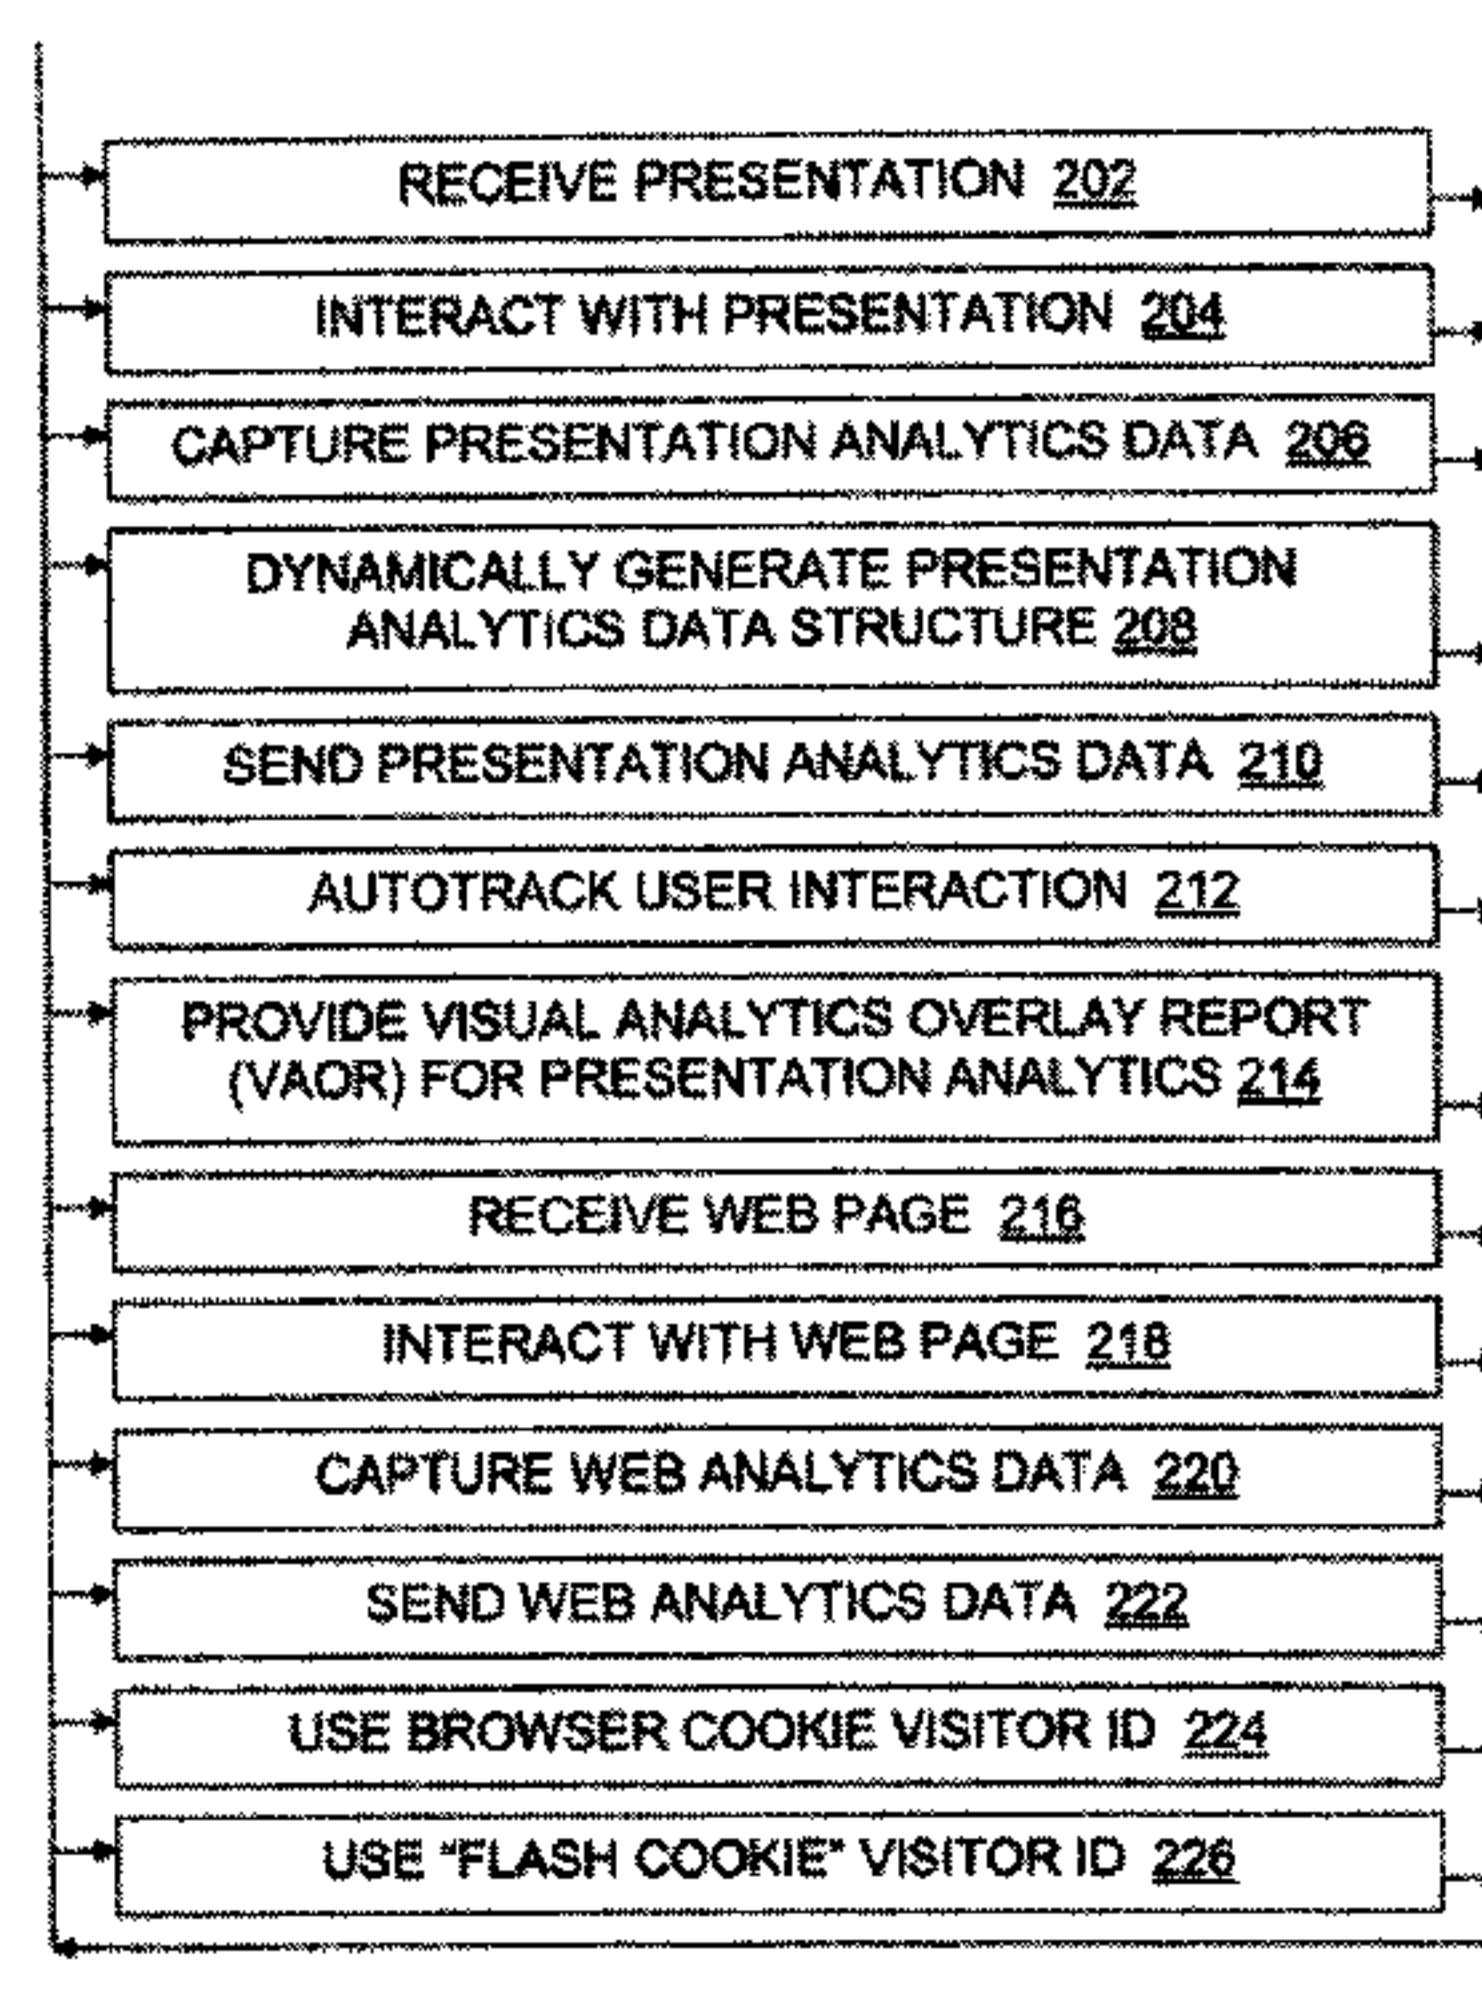 RECEIVE PRESENTATION 202
INTERACT WITH PRESENTATION 204
CAPTURE PRESENTATION ANALYTICS DATA 206
DYNAMICALLY GENERATE PRESENTATION
ANALYTICS DATA STRUCTURE 208
SEND PRESENTATION ANALYTICS DATA 210
AUTOTRACK USER INTERACTION 212
PROVIDE VISUAL ANALYTICS OVERLAY REPORT
(VAOR) FOR PRESENTATION ANALYTICS 214
RECEIVE WEB PAGE 216
INTERACT WITH WEB PAGE 218
CAPTURE WEB ANALYTICS DATA 220
SEND WEB ANALYTICS DATA 222
USE BROWSER COOKIE VISITOR ID 224
USE "FLASH COOKIE" VISITOR ID 226